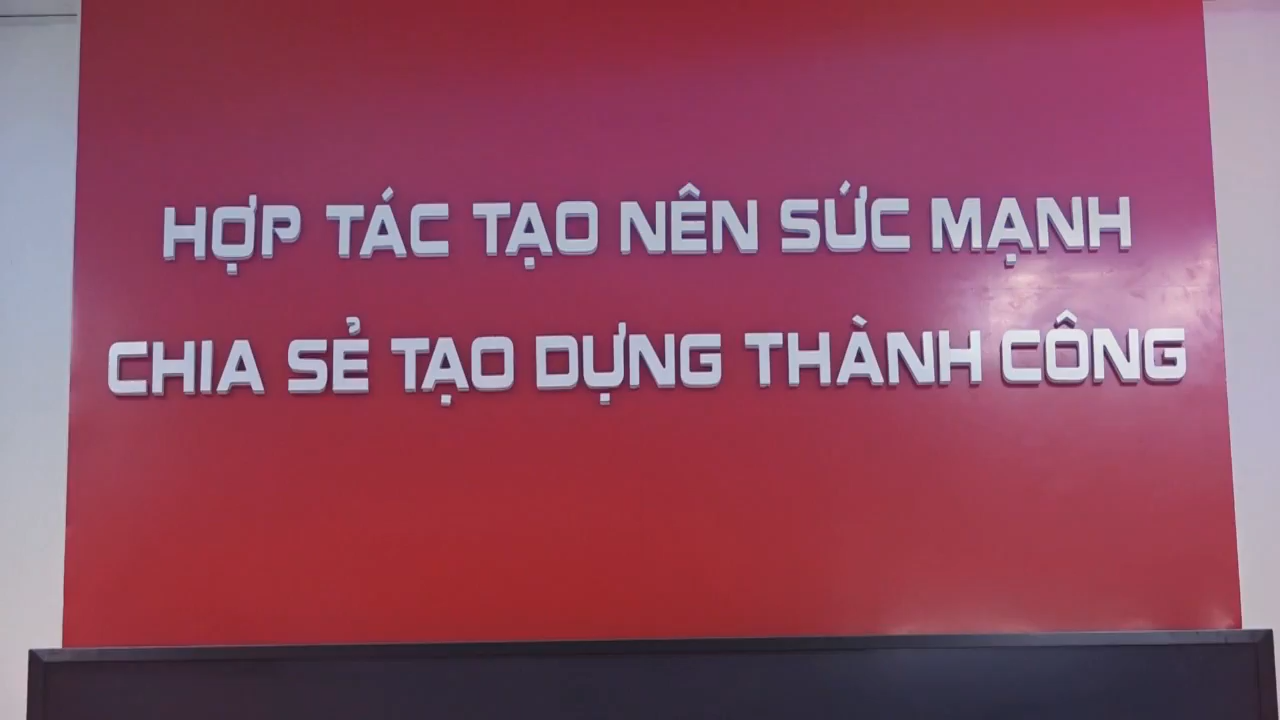 HỢP TÁC TẠO NÊN SỨC MẠNH
CHIA SẺ TẠO DỰNG THÀNH CÔNG